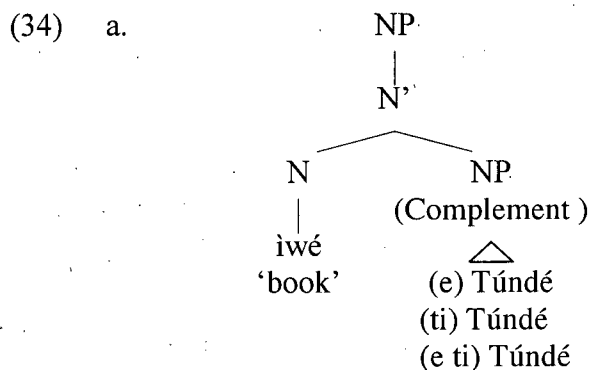 (34) a. NP
N’
N NP
(Complement )
ìwé
‘book’ (e) Túndé
(ti) Túndé
(e ti) Túndé